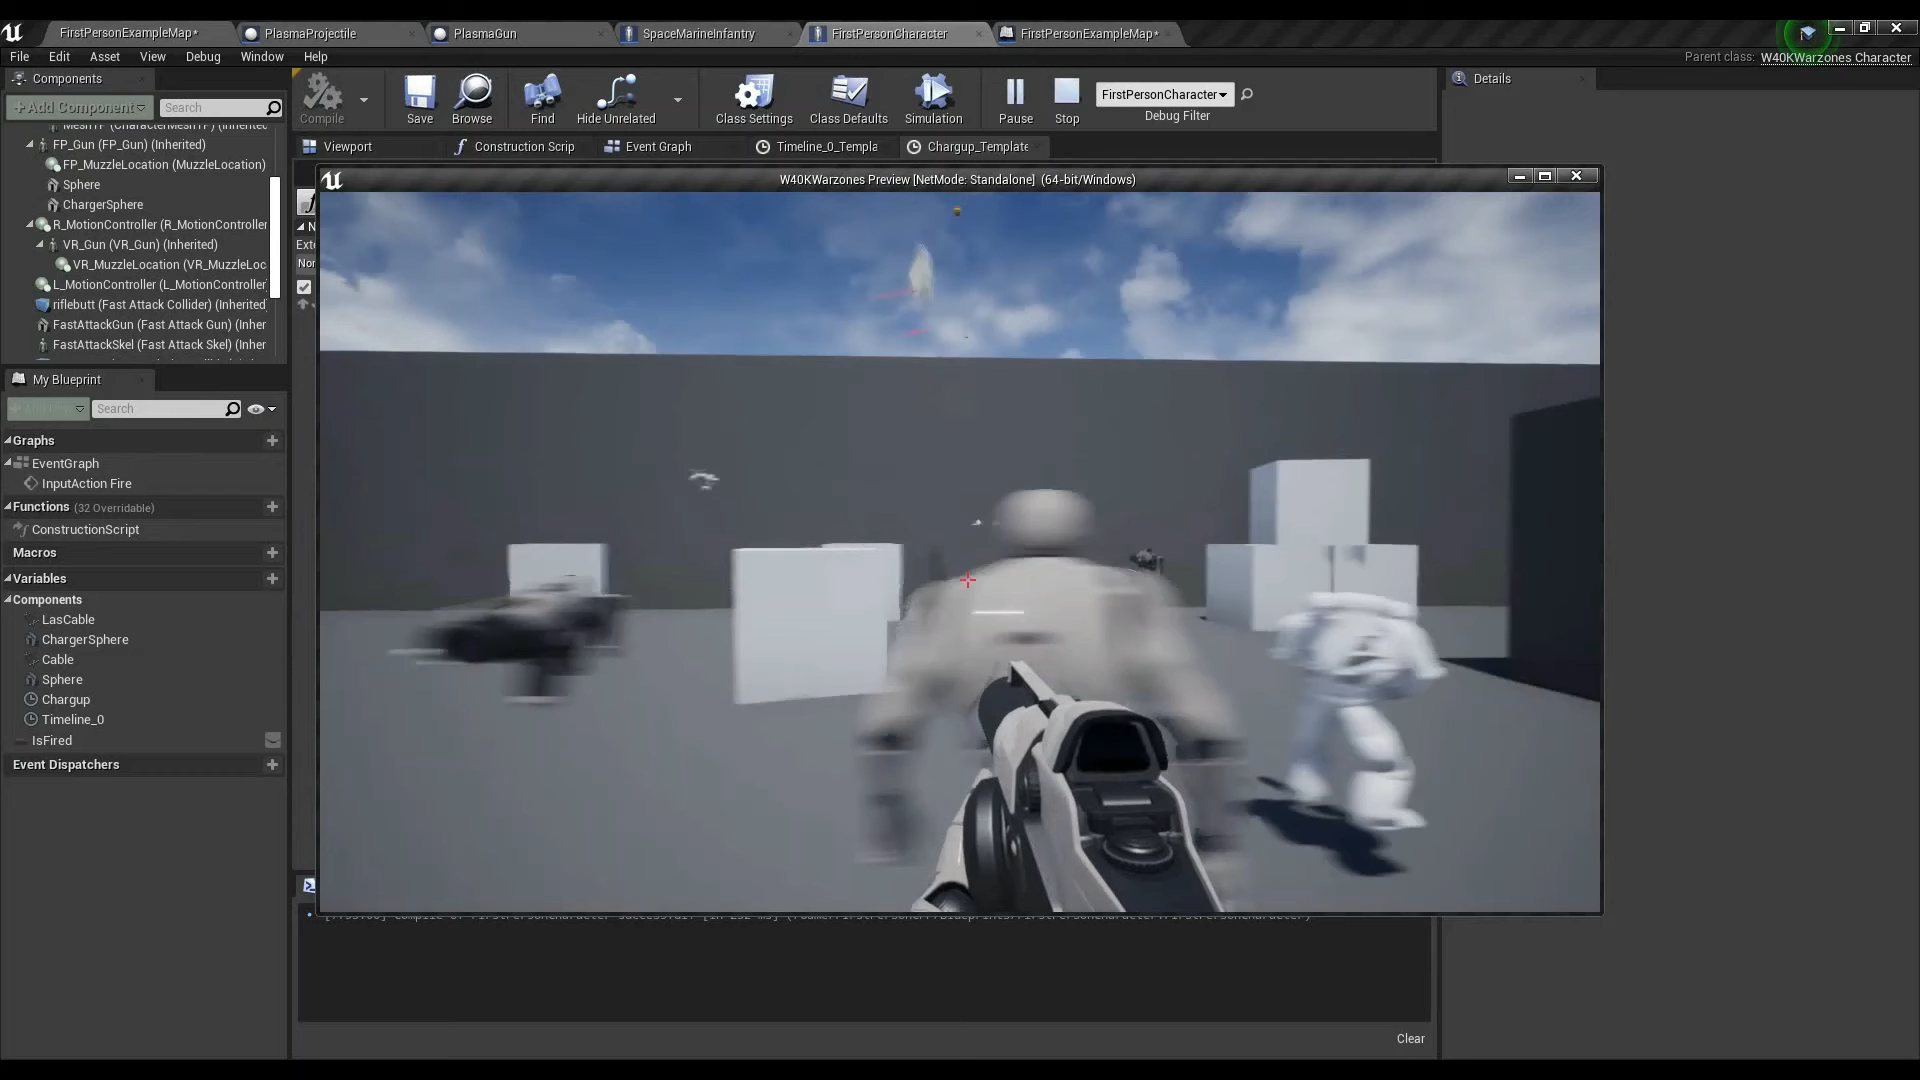 FirstPersonExampleMap*
PlasmaProjectile
PlasmaGun
SpaceMarineInfantry
FirstPersonCharacter
FirstPersonExampleMap*
File Edit Asset View Debug Window Help
Parent class: W40KWarzones Character
Components
Details
+Add Component
Search
Compile
Save
Browse
Find
Hide Unrelated
Class Settings
Class Defaults
Simulation
Pause
Stop
FirstPersonCharacter
Debug Filter
FP_Gun (FP_Gun) (Inherited)
FP_MuzzleLocation (MuzzleLocation)
Sphere
ChargerSphere
R_MotionController (R_MotionController
VR_Gun (VR_Gun) (Inherited)
VR_MuzzleLocation (VR_MuzzleLoc
L_MotionController (L_MotionController
riflebutt (Fast Attack Collider) (Inherited)
FastAttackGun (Fast Attack Gun) (Inher
FastAttackSkel (Fast Attack Skel) (Inher
Viewport
Construction Scrip
Event Graph
Timeline_0_Templa
Chargup_Template
W40KWarzones Preview [NetMode: Standalone] (64-bit/Windows)
My Blueprint
Search
Graphs
EventGraph
InputAction Fire
Functions (32 Overridable)
ConstructionScript
Macros
Variables
Components
LasCable
ChargerSphere
Cable
Sphere
Chargup
Timeline_0
IsFired
Event Dispatchers
Clear